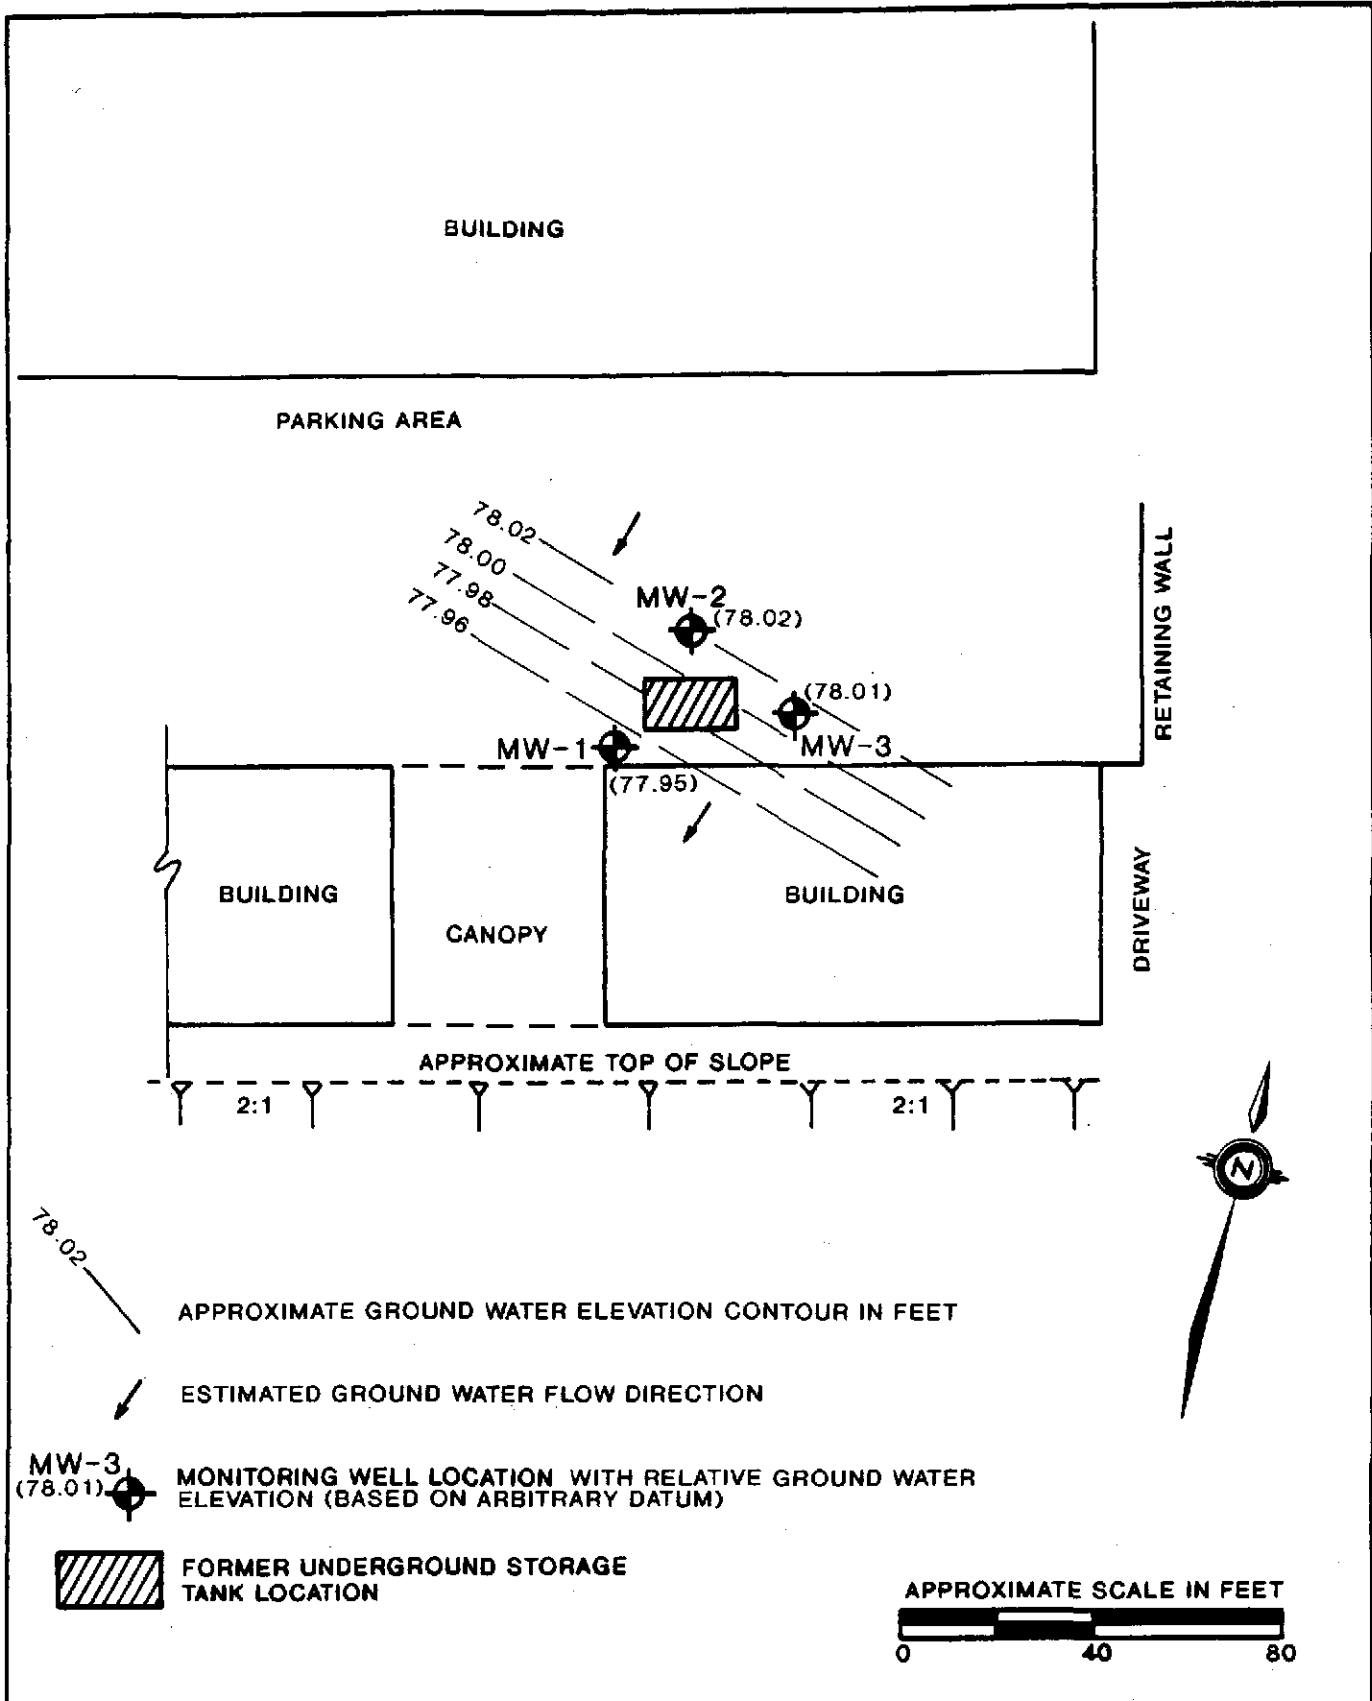 BUILDING
PARKING AREA
78.02
78.00
77.98
77.96
MW-2
(78.02)
(78.01)
MW-3
MW-1
(77.95)
RETAINING WALL
BUILDING
CANOPY
BUILDING
DRIVEWAY
APPROXIMATE TOP OF SLOPE
2:1
2:1
N
78.02
APPROXIMATE GROUND WATER ELEVATION CONTOUR IN FEET
ESTIMATED GROUND WATER FLOW DIRECTION
MW-3
(78.01)
MONITORING WELL LOCATION WITH RELATIVE GROUND WATER
ELEVATION (BASED ON ARBITRARY DATUM)
FORMER UNDERGROUND STORAGE
TANK LOCATION
APPROXIMATE SCALE IN FEET
0 40 80